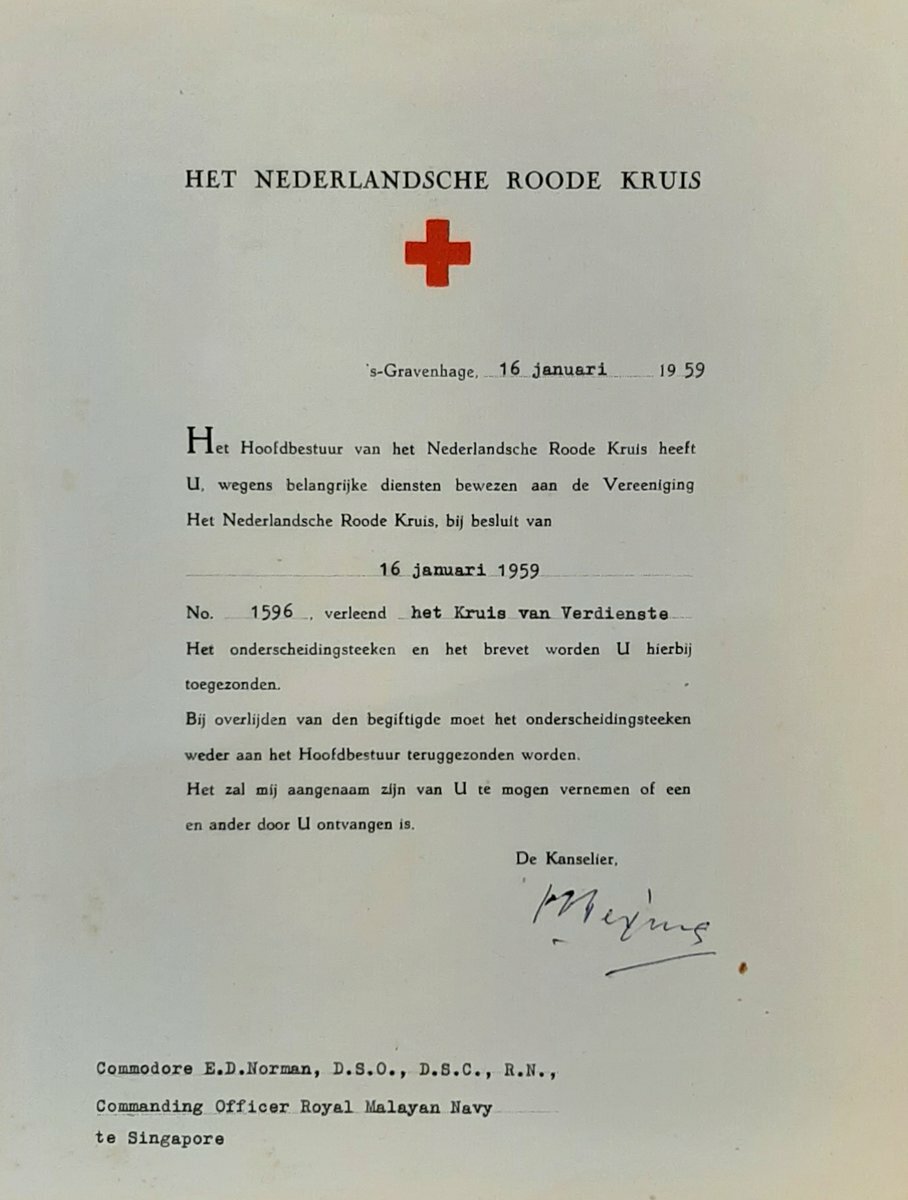 HET NEDERLANDSCHE ROODE KRUIS
's-Gravenhage, 16 januari 1959
Het Hoofdbestuur van het Nederlandsche Roode Kruis heeft
U, wegens belangrijke diensten bewezen aan de Vereeniging
Het Nederlandsche Roode Kruis, bij besluit van
16 januari 1959
No. 1596, verleend het Kruis van Verdienste
Het onderscheidingsteeken en het brevet worden U hierbij
toegezonden.
Bij overlijden van den begiftigde moet het onderscheidingsteeken
weder aan het Hoofdbestuur teruggezonden worden.
Het zal mij aangenaam zijn van U te mogen vernemen of een
en ander door U ontvangen is.
De Kanselier,
Commodore E.D.Norman, D.S.O., D.S.C., R.N.,
Commanding Officer Royal Malayan Navy
te Singapore